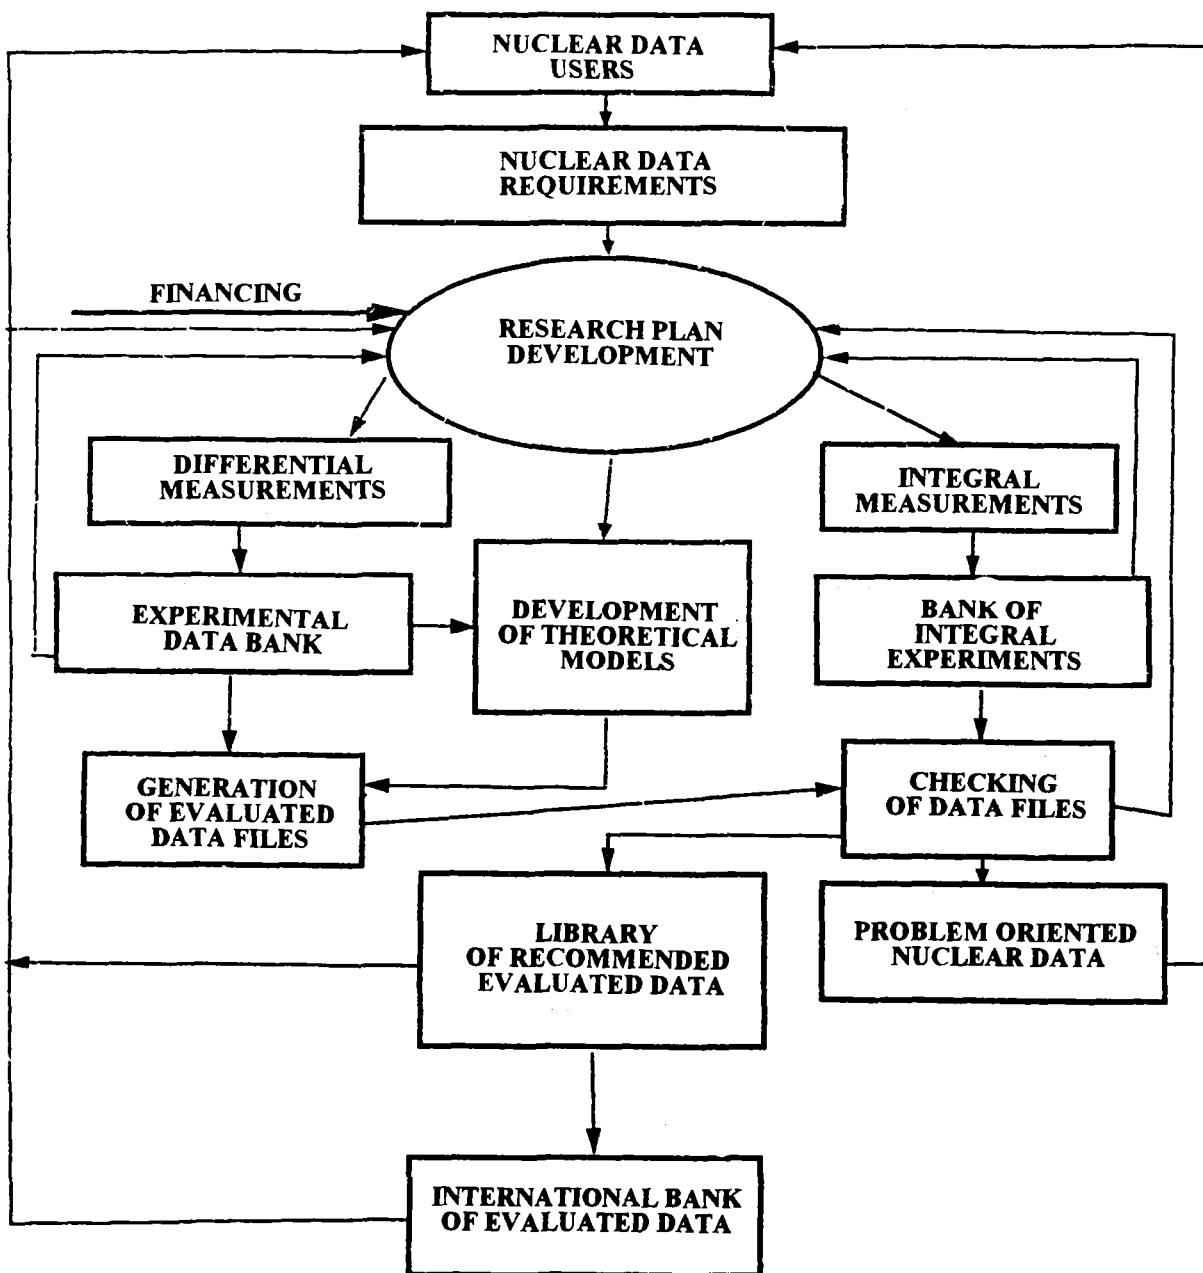 NUCLEAR DATA
USERS
NUCLEAR DATA
REQUIREMENTS
FINANCING
RESEARCH PLAN
DEVELOPMENT
DIFFERENTIAL
MEASUREMENTS
INTEGRAL
MEASUREMENTS
EXPERIMENTAL
DATA BANK
DEVELOPMENT
OF THEORETICAL
MODELS
BANK OF
INTEGRAL
EXPERIMENTS
GENERATION
OF EVALUATED
DATA FILES
CHECKING
OF DATA FILES
LIBRARY
OF RECOMMENDED
EVALUATED DATA
PROBLEM ORIENTED
NUCLEAR DATA
INTERNATIONAL BANK
OF EVALUATED DATA